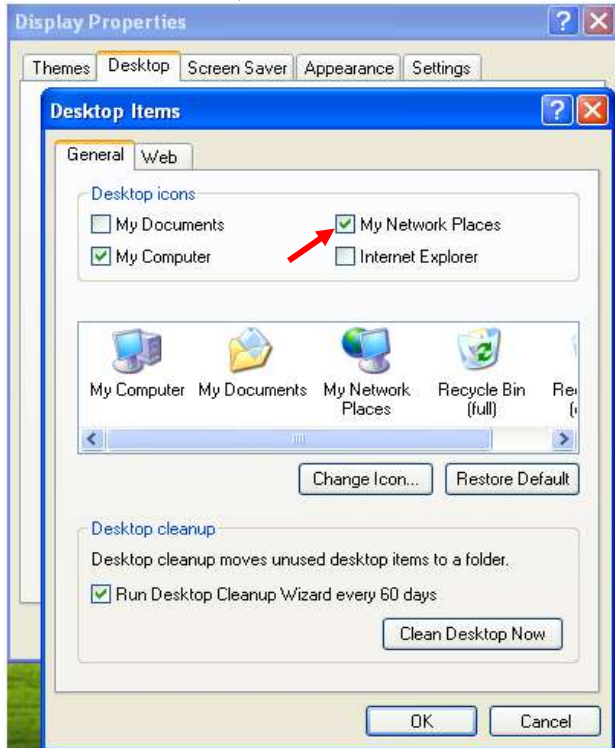 Display Properties
Themes Desktop Screen Saver Appearance Settings
Desktop Items
General Web
Desktop icons
My Documents My Network Places
My Computer Internet Explorer
My Computer My Documents My Network Recycle Bin
Places (full)
Change Icon... Restore Default
Desktop cleanup
Desktop cleanup moves unused desktop items to a folder.
Run Desktop Cleanup Wizard every 60 days
Clean Desktop Now
OK Cancel